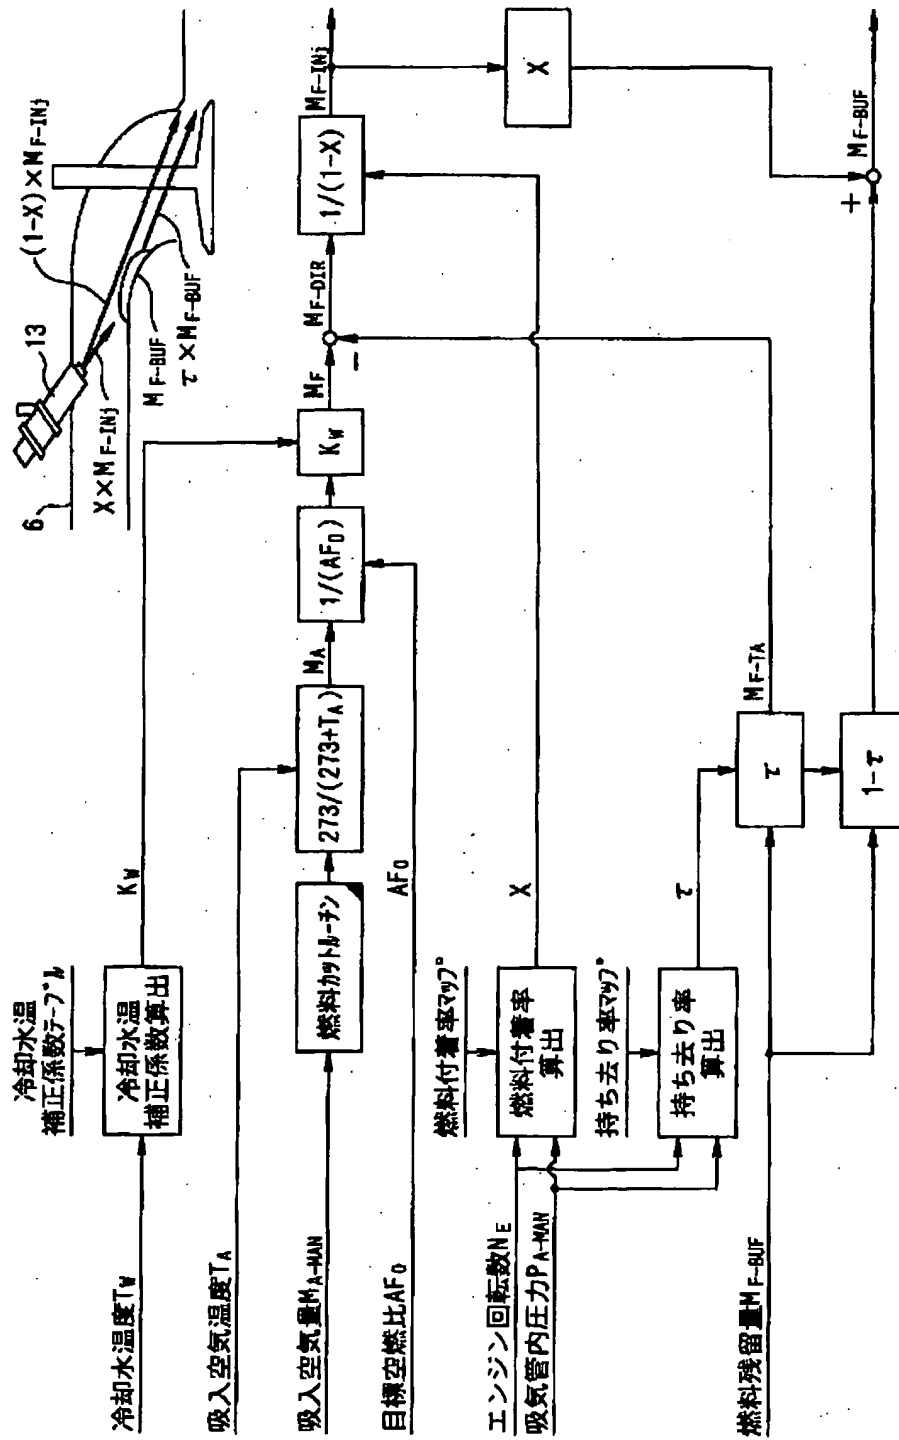 冷却水温
補正係数テーブル
冷却水温度TW
冷却水温
補正係数算出
KW
吸入空気温度TA
吸入空気量MA-MAN
燃料カットルーチン
273/(273+TA)
MA
1/(AF0)
KW
MF
MF-DIR
1/(1-X)
MF-INj
目標空燃比AF0
AF0
燃料付着率マップ
エンジン回転数NE
吸気管内圧力PA-MAN
燃料付着率
算出
X
X
持ち去り率マップ
持ち去り率
算出
τ
τ
MF-TA
燃料残留量MF-BUF
1-τ
+
−
MF-BUF
6
13
X×MF-INj
(1-X)×MF-INj
MF-BUF
τ×MF-BUF